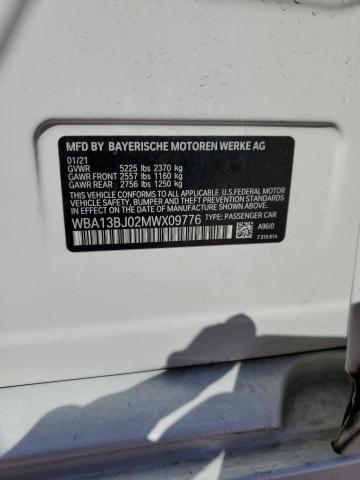 MFD BY BAYERISCHE MOTOREN WERKE AG
01/21
GVWR 5225 lbs 2370 kg
GAWR FRONT 2557 lbs 1160 kg
GAWR REAR 2756 lbs 1250 kg
THIS VEHICLE CONFORMS TO ALL APPLICABLE U.S. FEDERAL MOTOR
VEHICLE SAFETY, BUMPER AND THEFT PREVENTION STANDARDS IN
EFFECT ON THE DATE OF MANUFACTURE SHOWN ABOVE.
WBA13BJ02MWX09776 TYPE: PASSENGER CAR
A96/0
7315814